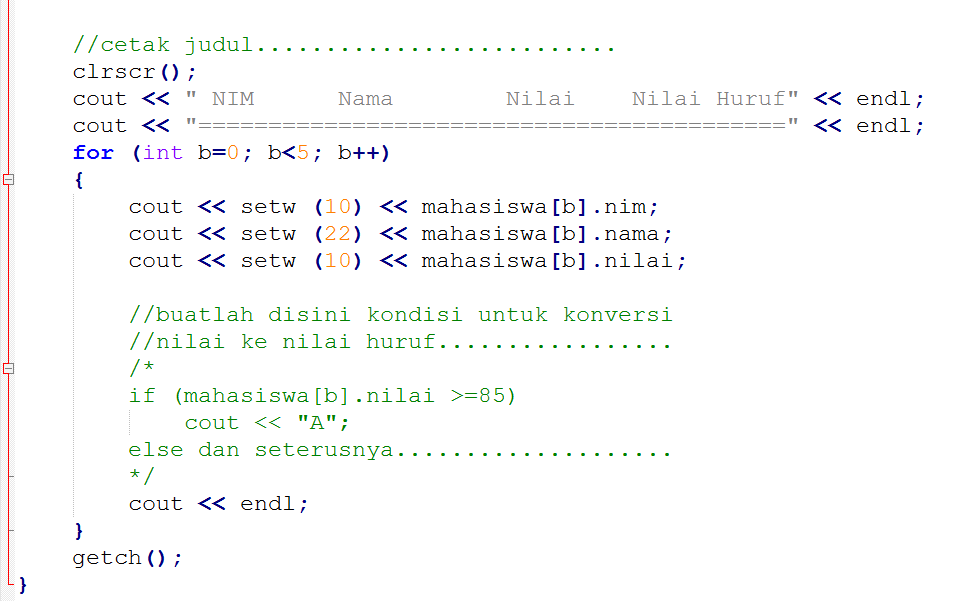 //cetak judul..........................
clrscr();
cout << " NIM      Nama        Nilai    Nilai Huruf" << endl;
cout << "==========================================" << endl;
for (int b=0; b<5; b++)
{
    cout << setw (10) << mahasiswa[b].nim;
    cout << setw (22) << mahasiswa[b].nama;
    cout << setw (10) << mahasiswa[b].nilai;
    //buatlah disini kondisi untuk konversi
    //nilai ke nilai huruf.................
    /*
    if (mahasiswa[b].nilai >=85)
        cout << "A";
    else dan seterusnya....................
    */
    cout << endl;
}
getch();
}